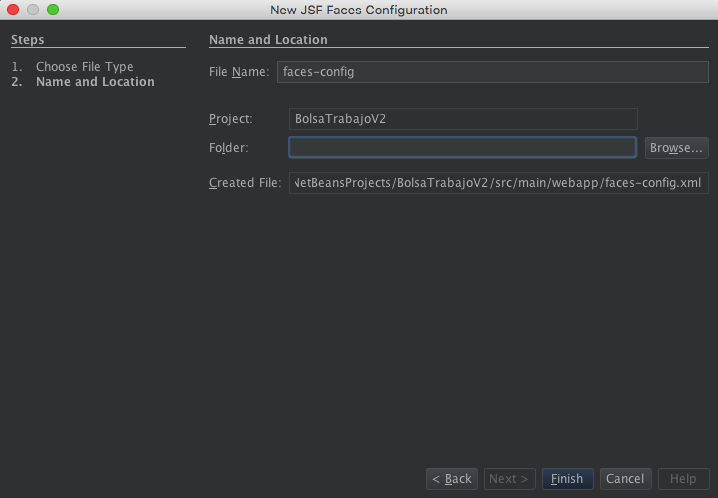 New JSF Faces Configuration
Steps
1. Choose File Type
2. Name and Location
Name and Location
File Name: faces-config
Project: BolsaTrabajoV2
Folder:
Browse...
Created File: NetBeansProjects/BolsaTrabajoV2/src/main/webapp/faces-config.xml
< Back Next > Finish Cancel Help